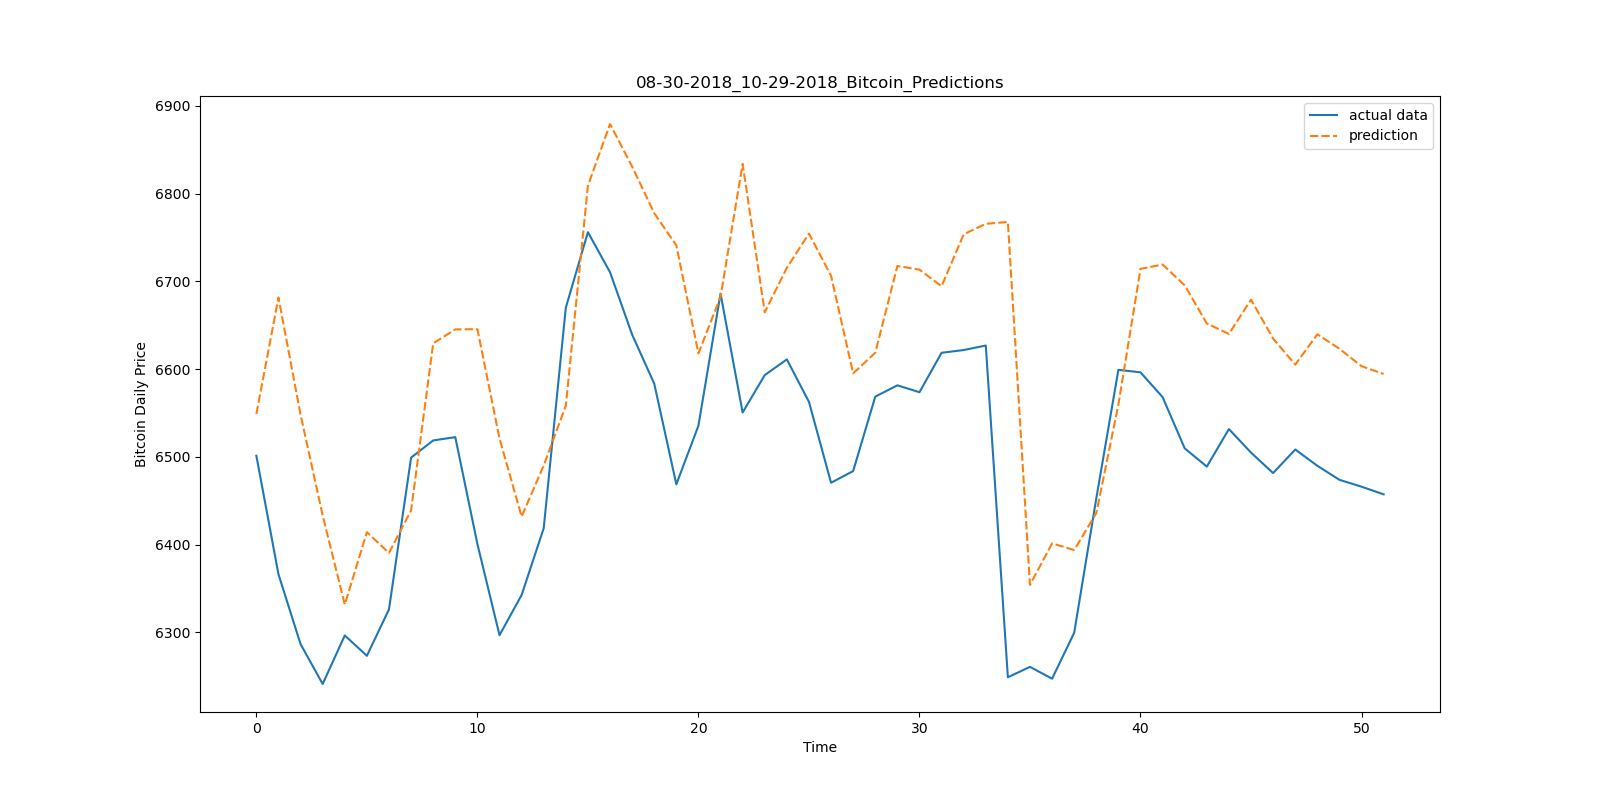 08-30-2018_10-29-2018_Bitcoin_Predictions
6900
6800
6700
6600
6500
6400
6300
Bitcoin Daily Price
actual data
prediction
0 10 20 30 40 50
Time